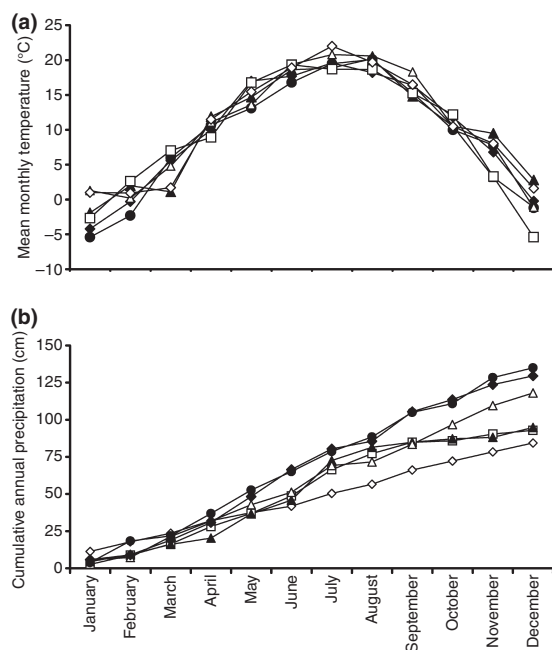 (a)
Mean monthly temperature (°C)
25
20
15
10
5
0
–5
–10
(b)
Cumulative annual precipitation (cm)
150
125
100
75
50
25
0
January
February
March
April
May
June
July
August
September
October
November
December